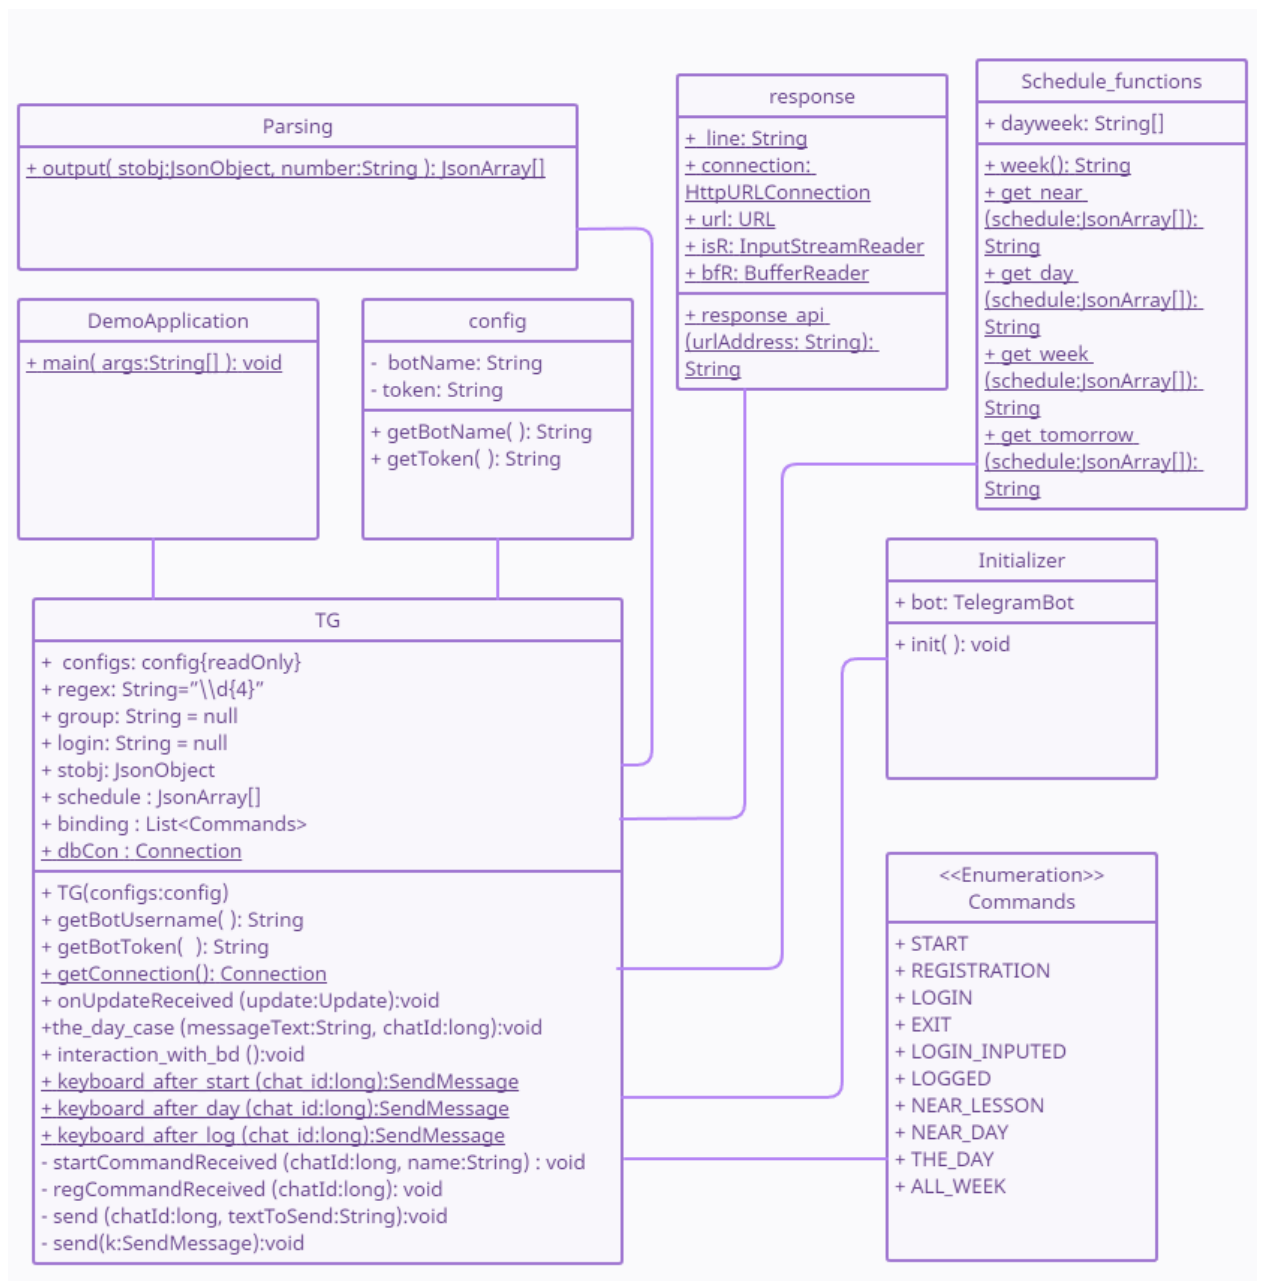 Parsing
+ output( stobj:JsonObject, number:String ): JsonArray[]
response
+  line: String
+ connection:
HttpURLConnection
+ url: URL
+ isR: InputStreamReader
+ bfR: BufferReader
+ response_api
(urlAddress: String):
String
Schedule_functions
+ dayweek: String[]
+ week(): String
+ get_near
(schedule:JsonArray[]):
String
+ get_day
(schedule:JsonArray[]):
String
+ get_week
(schedule:JsonArray[]):
String
+ get_tomorrow
(schedule:JsonArray[]):
String
DemoApplication
+ main( args:String[] ): void
config
-  botName: String
- token: String
+ getBotName( ): String
+ getToken( ): String
Initializer
+ bot: TelegramBot
+ init( ): void
TG
+  configs: config{readOnly}
+ regex: String=”\\d{4}”
+ group: String = null
+ login: String = null
+ stobj: JsonObject
+ schedule : JsonArray[]
+ binding : List<Commands>
+ dbCon : Connection
+ TG(configs:config)
+ getBotUsername( ): String
+ getBotToken(  ): String
+ getConnection(): Connection
+ onUpdateReceived (update:Update):void
+the_day_case (messageText:String, chatId:long):void
+ interaction_with_bd ():void
+ keyboard_after_start (chat_id:long):SendMessage
+ keyboard_after_day (chat_id:long):SendMessage
+ keyboard_after_log (chat_id:long):SendMessage
- startCommandReceived (chatId:long, name:String) : void
- regCommandReceived (chatId:long): void
- send (chatId:long, textToSend:String):void
- send(k:SendMessage):void
<<Enumeration>>
Commands
+ START
+ REGISTRATION
+ LOGIN
+ EXIT
+ LOGIN_INPUTED
+ LOGGED
+ NEAR_LESSON
+ NEAR_DAY
+ THE_DAY
+ ALL_WEEK